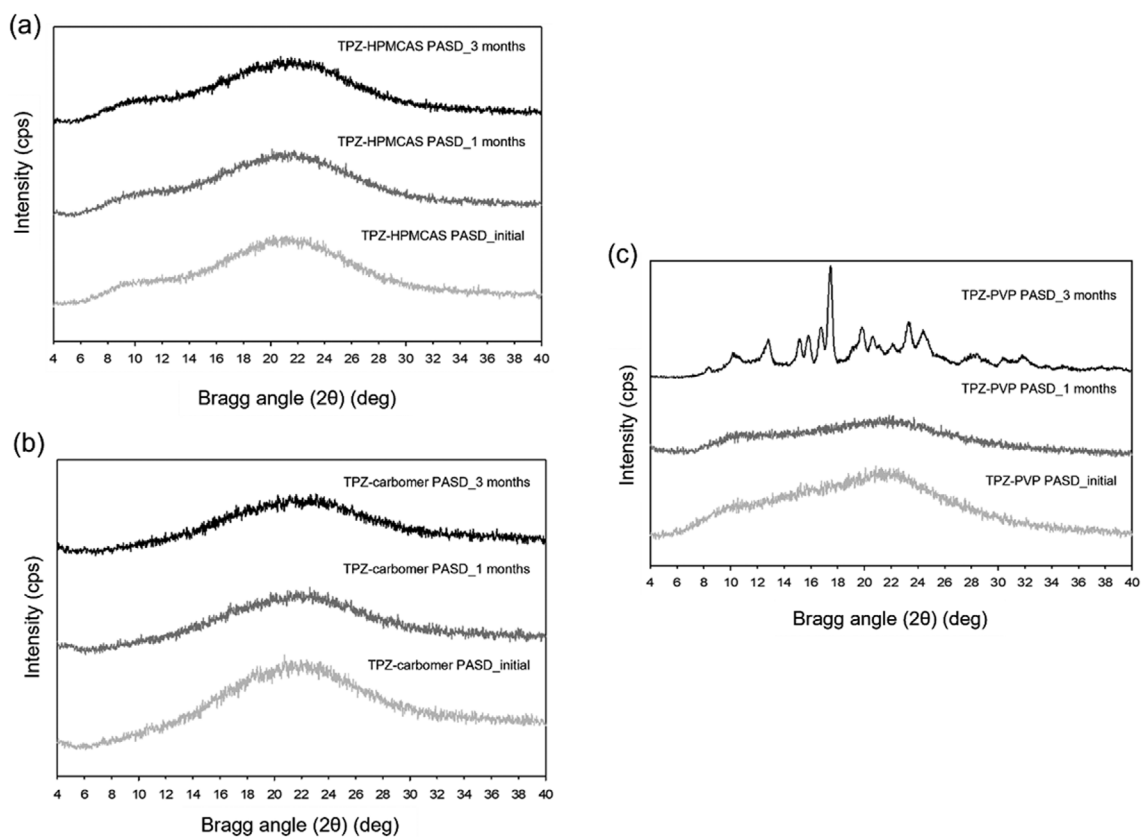 (a)
TPZ-HPMCAS PASD_3 months
TPZ-HPMCAS PASD_1 months
TPZ-HPMCAS PASD_initial
Intensity (cps)
4 6 8 10 12 14 16 18 20 22 24 26 28 30 32 34 36 38 40
Bragg angle (2θ) (deg)
(b)
TPZ-carbomer PASD_3 months
TPZ-carbomer PASD_1 months
TPZ-carbomer PASD_initial
Intensity (cps)
4 6 8 10 12 14 16 18 20 22 24 26 28 30 32 34 36 38 40
Bragg angle (2θ) (deg)
(c)
TPZ-PVP PASD_3 months
TPZ-PVP PASD_1 months
TPZ-PVP PASD_initial
Intensity (cps)
4 6 8 10 12 14 16 18 20 22 24 26 28 30 32 34 36 38 40
Bragg angle (2θ) (deg)